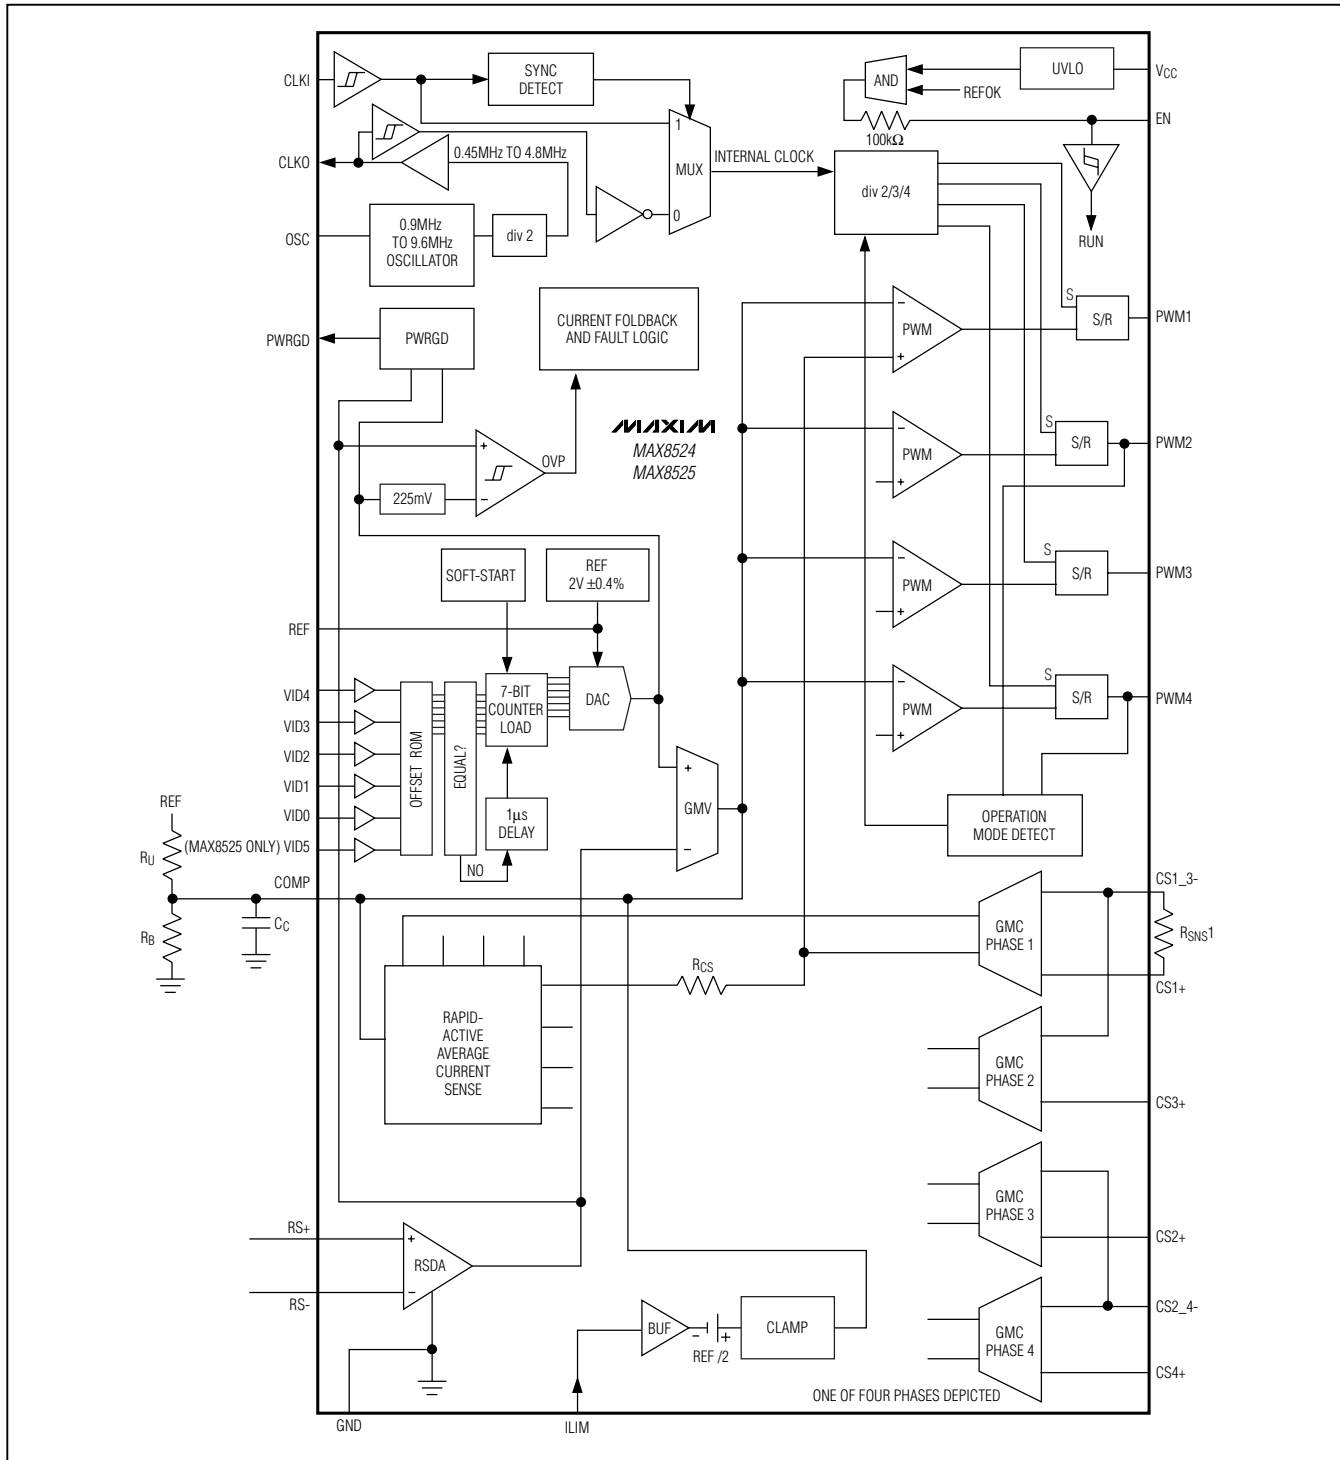 CLKI
SYNC
DETECT
AND
UVLO
VCC
REFOK
EN
100kΩ
CLKO
0.45MHz TO 4.8MHz
1
MUX
0
INTERNAL CLOCK
div 2/3/4
RUN
OSC
0.9MHz
TO 9.6MHz
OSCILLATOR
div 2
PWRGD
PWRGD
CURRENT FOLDBACK
AND FAULT LOGIC
−
PWM
+
S
S/R
PWM1
MAXIM
MAX8524
MAX8525
+
−
OVP
225mV
−
PWM
+
S
S/R
PWM2
−
PWM
+
S
S/R
PWM3
SOFT-START
REF
2V ±0.4%
REF
VID4
VID3
VID2
VID1
VID0
(MAX8525 ONLY) VID5
OFFSET ROM
EQUAL?
7-BIT
COUNTER
LOAD
DAC
NO
1µs
DELAY
+
GMV
−
−
PWM
+
S
S/R
PWM4
OPERATION
MODE DETECT
REF
RU
COMP
RB
CC
RAPID-
ACTIVE
AVERAGE
CURRENT
SENSE
RCS
GMC
PHASE 1
CS1_3-
RSNS1
CS1+
GMC
PHASE 2
CS3+
GMC
PHASE 3
CS2+
RS+
RS-
+
RSDA
−
GMC
PHASE 4
CS2_4-
CS4+
BUF
− +
REF /2
CLAMP
ONE OF FOUR PHASES DEPICTED
GND
ILIM